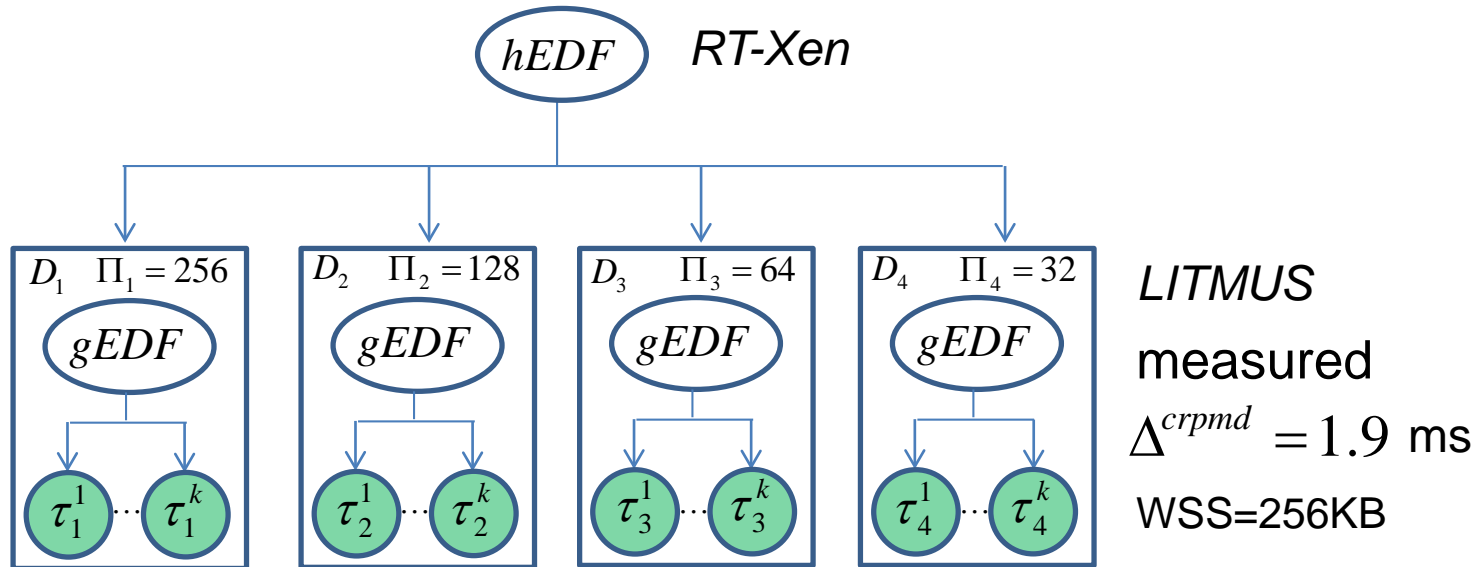 hEDF RT-Xen
D₁ Π₁ = 256 D₂ Π₂ = 128 D₃ Π₃ = 64 D₄ Π₄ = 32
gEDF gEDF gEDF gEDF
τ₁¹ ... τ₁ᵏ τ₂¹ ... τ₂ᵏ τ₃¹ ... τ₃ᵏ τ₄¹ ... τ₄ᵏ
LITMUS
measured
Δᶜʳᵖᵐᵈ = 1.9 ms
WSS=256KB